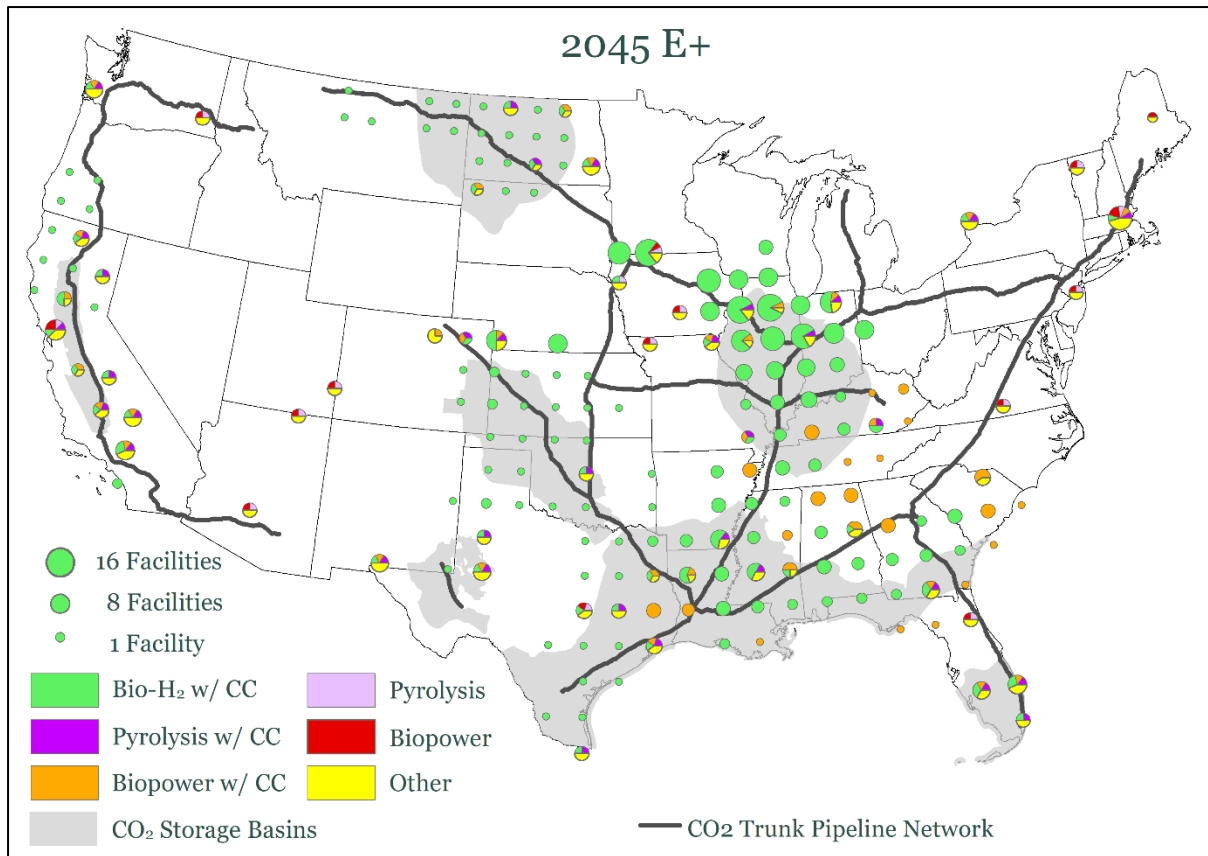 2045 E+
16 Facilities
8 Facilities
1 Facility
Bio-H₂ w/ CC
Pyrolysis
Pyrolysis w/ CC
Biopower
Biopower w/ CC
Other
CO₂ Storage Basins
CO2 Trunk Pipeline Network